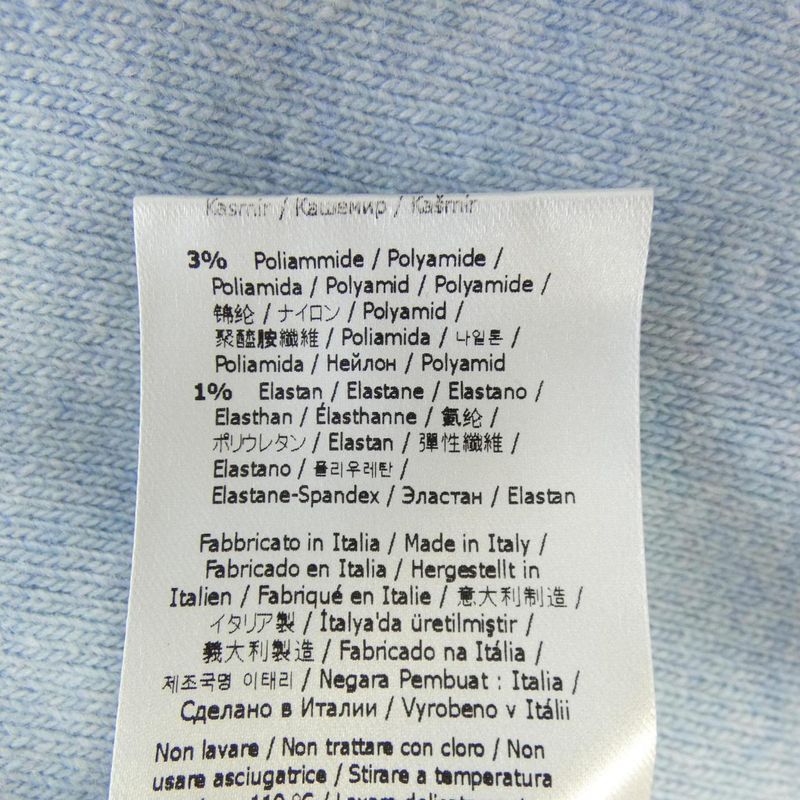 Kasmír / Кашемир / Kašmír
3% Poliammide / Polyamide /
Poliamida / Polyamid / Polyamide /
锦纶 / ナイロン / Polyamid /
聚醯胺纖維 / Poliamida / 나일론 /
Poliamida / Нейлон / Polyamid
1% Elastan / Elastane / Elastano /
Elasthan / Élasthanne / 氨纶 /
ポリウレタン / Elastan / 彈性纖維 /
Elastano / 폴리우레탄 /
Elastane-Spandex / Эластан / Elastan
Fabbricato in Italia / Made in Italy /
Fabricado en Italia / Hergestellt in
Italien / Fabriqué en Italie / 意大利制造 /
イタリア製 / İtalya'da üretilmiştir /
義大利製造 / Fabricado na Itália /
제조국명 이태리 / Negara Pembuat : Italia /
Сделано в Италии / Vyrobeno v Itálii
Non lavare / Non trattare con cloro / Non
usare asciugatrice / Stirare a temperatura
110 °C / Lavare